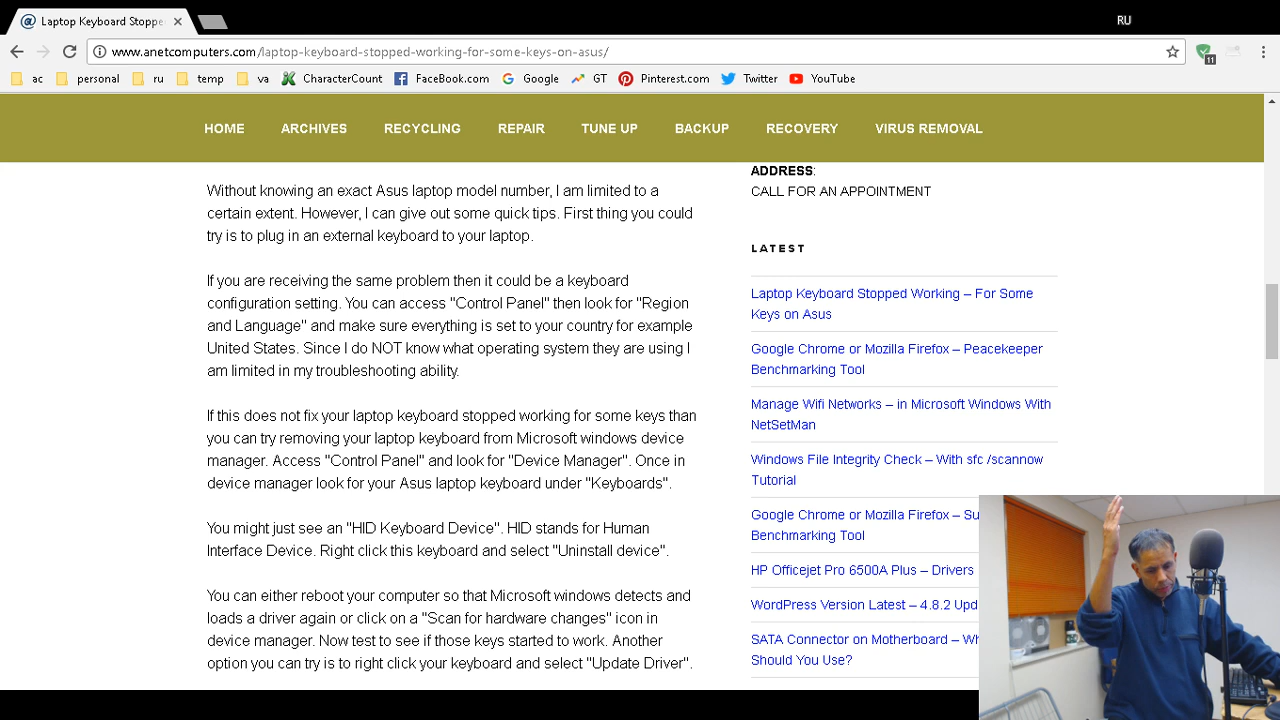 RU
Laptop Keyboard Stoppe
www.anetcomputers.com/laptop-keyboard-stopped-working-for-some-keys-on-asus/
11
ac personal ru temp va CharacterCount FaceBook.com Google GT Pinterest.com Twitter YouTube
HOME ARCHIVES RECYCLING REPAIR TUNE UP BACKUP RECOVERY VIRUS REMOVAL
Without knowing an exact Asus laptop model number, I am limited to a
certain extent. However, I can give out some quick tips. First thing you could
try is to plug in an external keyboard to your laptop.
If you are receiving the same problem then it could be a keyboard
configuration setting. You can access "Control Panel" then look for "Region
and Language" and make sure everything is set to your country for example
United States. Since I do NOT know what operating system they are using I
am limited in my troubleshooting ability.
If this does not fix your laptop keyboard stopped working for some keys than
you can try removing your laptop keyboard from Microsoft windows device
manager. Access "Control Panel" and look for "Device Manager". Once in
device manager look for your Asus laptop keyboard under "Keyboards".
You might just see an "HID Keyboard Device". HID stands for Human
Interface Device. Right click this keyboard and select "Uninstall device".
You can either reboot your computer so that Microsoft windows detects and
loads a driver again or click on a "Scan for hardware changes" icon in
device manager. Now test to see if those keys started to work. Another
option you can try is to right click your keyboard and select "Update Driver".
ADDRESS:
CALL FOR AN APPOINTMENT
LATEST
Laptop Keyboard Stopped Working – For Some
Keys on Asus
Google Chrome or Mozilla Firefox – Peacekeeper
Benchmarking Tool
Manage Wifi Networks – in Microsoft Windows With
NetSetMan
Windows File Integrity Check – With sfc /scannow
Tutorial
Google Chrome or Mozilla Firefox – Su
Benchmarking Tool
HP Officejet Pro 6500A Plus – Drivers
WordPress Version Latest – 4.8.2 Upd
SATA Connector on Motherboard – Wh
Should You Use?